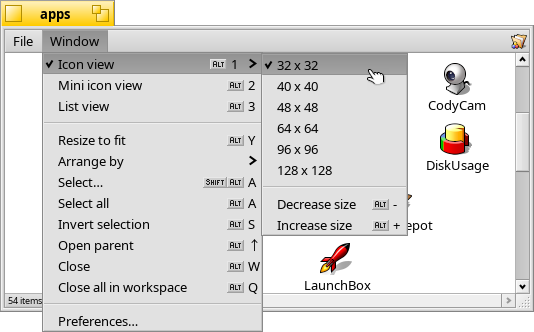 apps
File Window
Icon view ALT 1
Mini icon view ALT 2
List view ALT 3
Resize to fit ALT Y
Arrange by
Select... SHIFT ALT A
Select all ALT A
Invert selection ALT S
Open parent ALT ↑
Close ALT W
Close all in workspace ALT Q
Preferences...
32 x 32
40 x 40
48 x 48
64 x 64
96 x 96
128 x 128
Decrease size ALT -
Increase size ALT +
CodyCam
DiskUsage
epot
LaunchBox
54 items